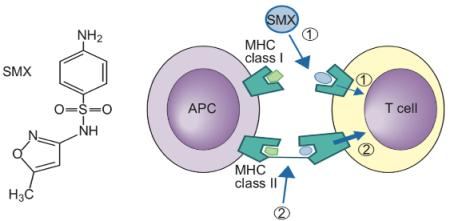 SMX
NH₂
O=S=O
NH
N
O
H₃C
SMX
①
MHC
class I
①
APC
T cell
②
MHC
class II
②